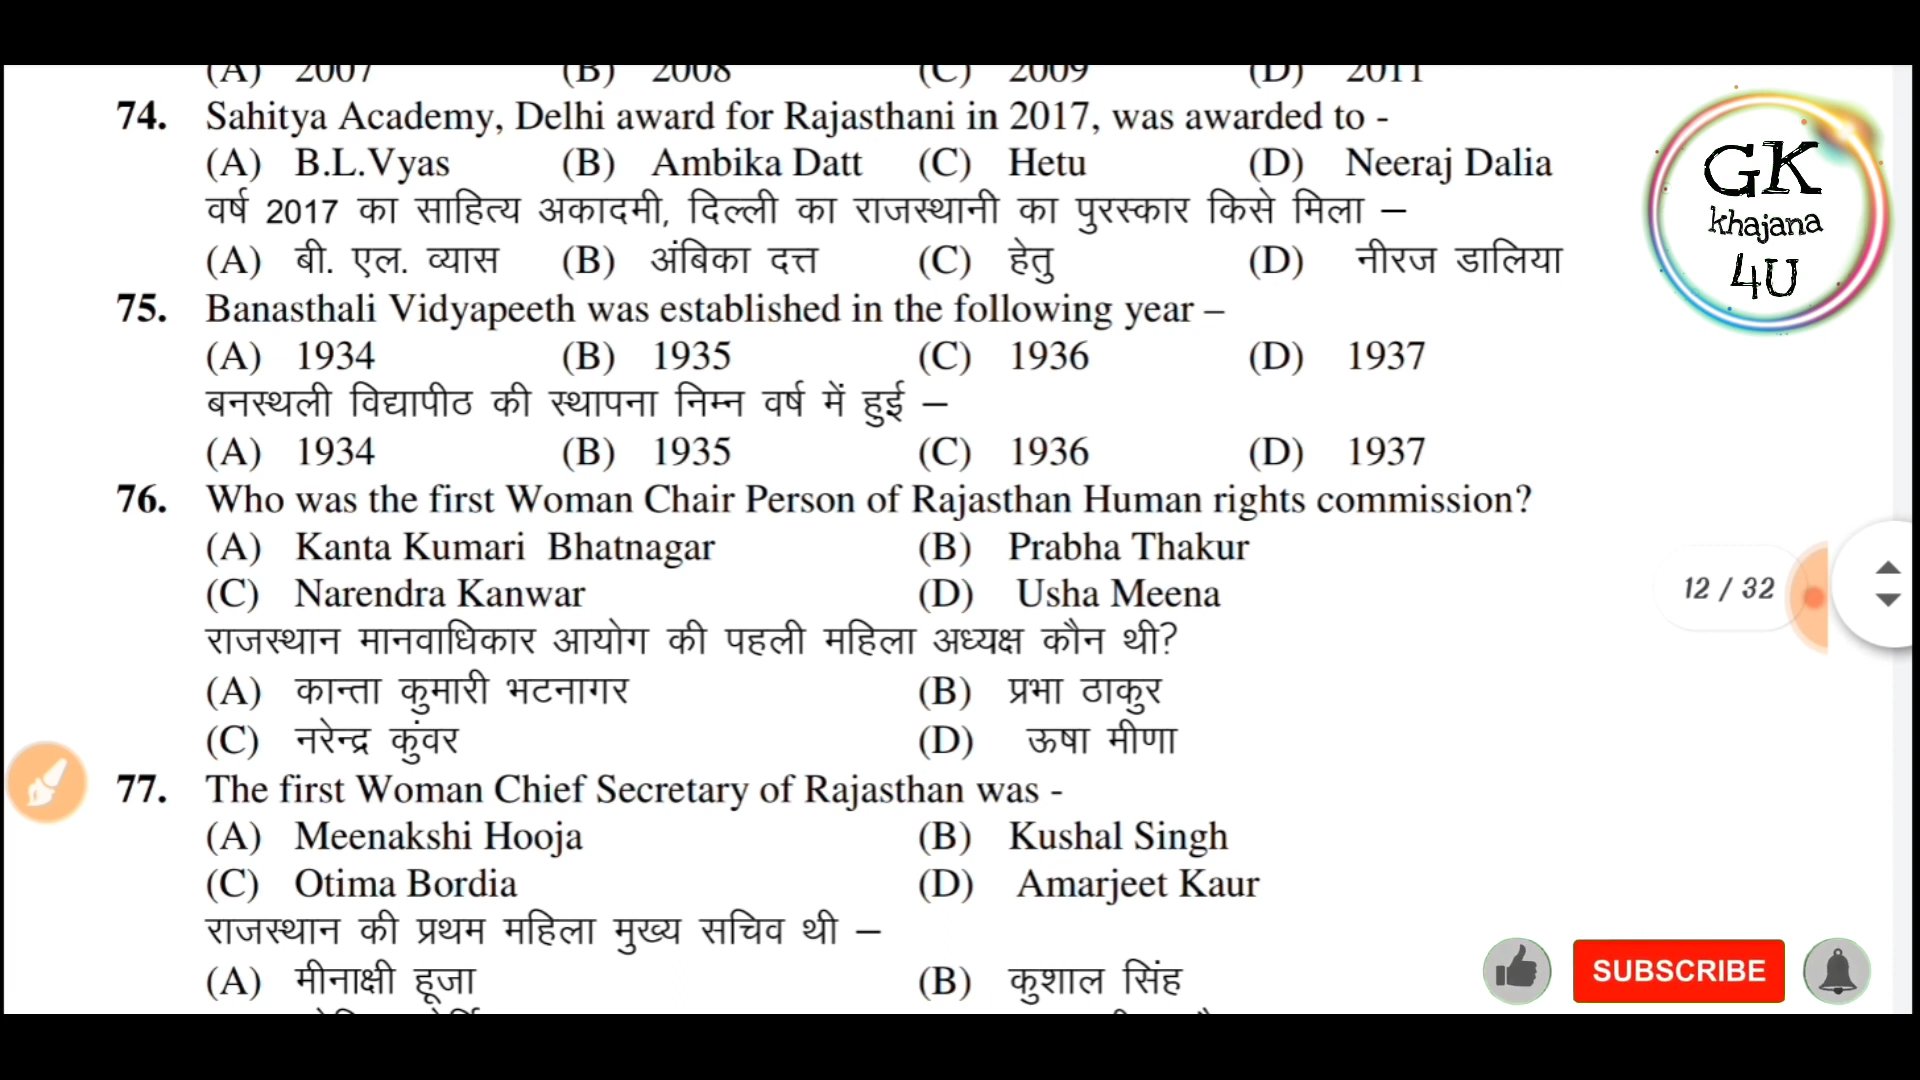 (A) 2007 (B) 2008 (C) 2009 (D) 2011
74. Sahitya Academy, Delhi award for Rajasthani in 2017, was awarded to -
(A) B.L.Vyas (B) Ambika Datt (C) Hetu (D) Neeraj Dalia
वर्ष 2017 का साहित्य अकादमी, दिल्ली का राजस्थानी का पुरस्कार किसे मिला –
(A) बी. एल. व्यास (B) अंबिका दत्त (C) हेतु (D) नीरज डालिया
75. Banasthali Vidyapeeth was established in the following year –
(A) 1934 (B) 1935 (C) 1936 (D) 1937
बनस्थली विद्यापीठ की स्थापना निम्न वर्ष में हुई –
(A) 1934 (B) 1935 (C) 1936 (D) 1937
76. Who was the first Woman Chair Person of Rajasthan Human rights commission?
(A) Kanta Kumari Bhatnagar (B) Prabha Thakur
(C) Narendra Kanwar (D) Usha Meena
राजस्थान मानवाधिकार आयोग की पहली महिला अध्यक्ष कौन थी?
(A) कान्ता कुमारी भटनागर (B) प्रभा ठाकुर
(C) नरेन्द्र कुंवर (D) ऊषा मीणा
77. The first Woman Chief Secretary of Rajasthan was -
(A) Meenakshi Hooja (B) Kushal Singh
(C) Otima Bordia (D) Amarjeet Kaur
राजस्थान की प्रथम महिला मुख्य सचिव थी –
(A) मीनाक्षी हूजा (B) कुशाल सिंह
GK
khajana
4U
12 / 32
SUBSCRIBE